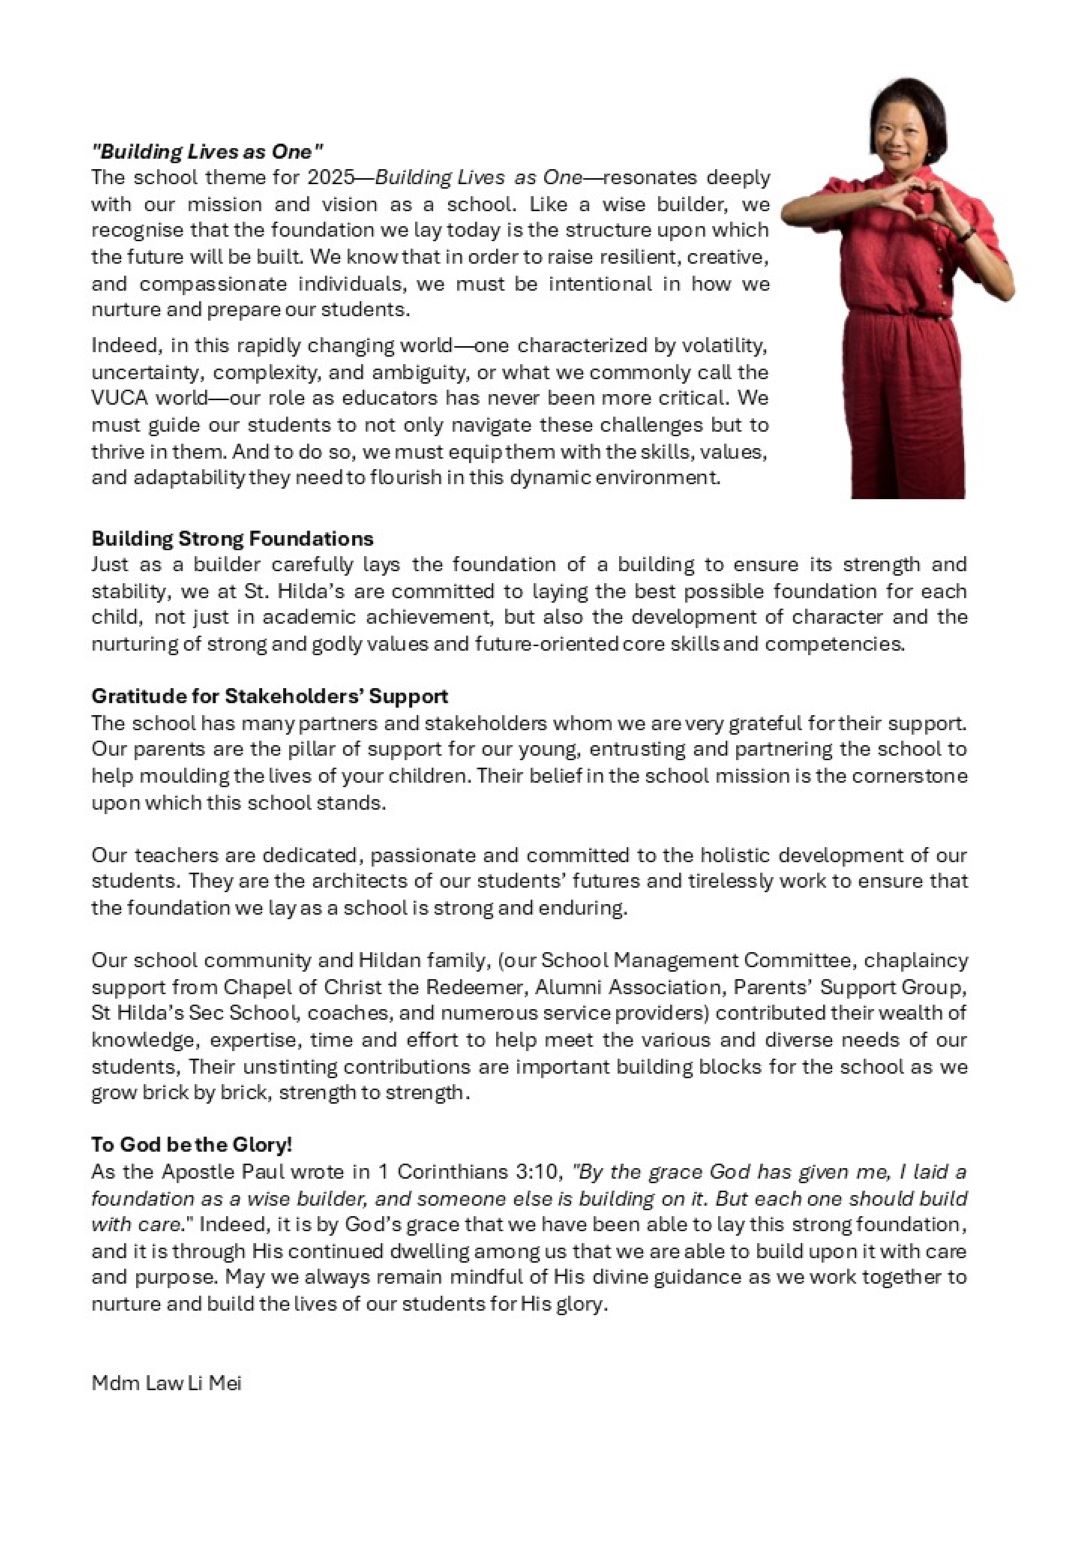 "Building Lives as One"
The school theme for 2025—Building Lives as One—resonates deeply
with our mission and vision as a school. Like a wise builder, we
recognise that the foundation we lay today is the structure upon which
the future will be built. We know that in order to raise resilient, creative,
and compassionate individuals, we must be intentional in how we
nurture and prepare our students.
Indeed, in this rapidly changing world—one characterized by volatility,
uncertainty, complexity, and ambiguity, or what we commonly call the
VUCA world—our role as educators has never been more critical. We
must guide our students to not only navigate these challenges but to
thrive in them. And to do so, we must equip them with the skills, values,
and adaptability they need to flourish in this dynamic environment.
Building Strong Foundations
Just as a builder carefully lays the foundation of a building to ensure its strength and
stability, we at St. Hilda’s are committed to laying the best possible foundation for each
child, not just in academic achievement, but also the development of character and the
nurturing of strong and godly values and future-oriented core skills and competencies.
Gratitude for Stakeholders’ Support
The school has many partners and stakeholders whom we are very grateful for their support.
Our parents are the pillar of support for our young, entrusting and partnering the school to
help moulding the lives of your children. Their belief in the school mission is the cornerstone
upon which this school stands.
Our teachers are dedicated, passionate and committed to the holistic development of our
students. They are the architects of our students’ futures and tirelessly work to ensure that
the foundation we lay as a school is strong and enduring.
Our school community and Hildan family, (our School Management Committee, chaplaincy
support from Chapel of Christ the Redeemer, Alumni Association, Parents’ Support Group,
St Hilda’s Sec School, coaches, and numerous service providers) contributed their wealth of
knowledge, expertise, time and effort to help meet the various and diverse needs of our
students, Their unstinting contributions are important building blocks for the school as we
grow brick by brick, strength to strength.
To God be the Glory!
As the Apostle Paul wrote in 1 Corinthians 3:10, "By the grace God has given me, I laid a
foundation as a wise builder, and someone else is building on it. But each one should build
with care." Indeed, it is by God’s grace that we have been able to lay this strong foundation,
and it is through His continued dwelling among us that we are able to build upon it with care
and purpose. May we always remain mindful of His divine guidance as we work together to
nurture and build the lives of our students for His glory.
Mdm Law Li Mei